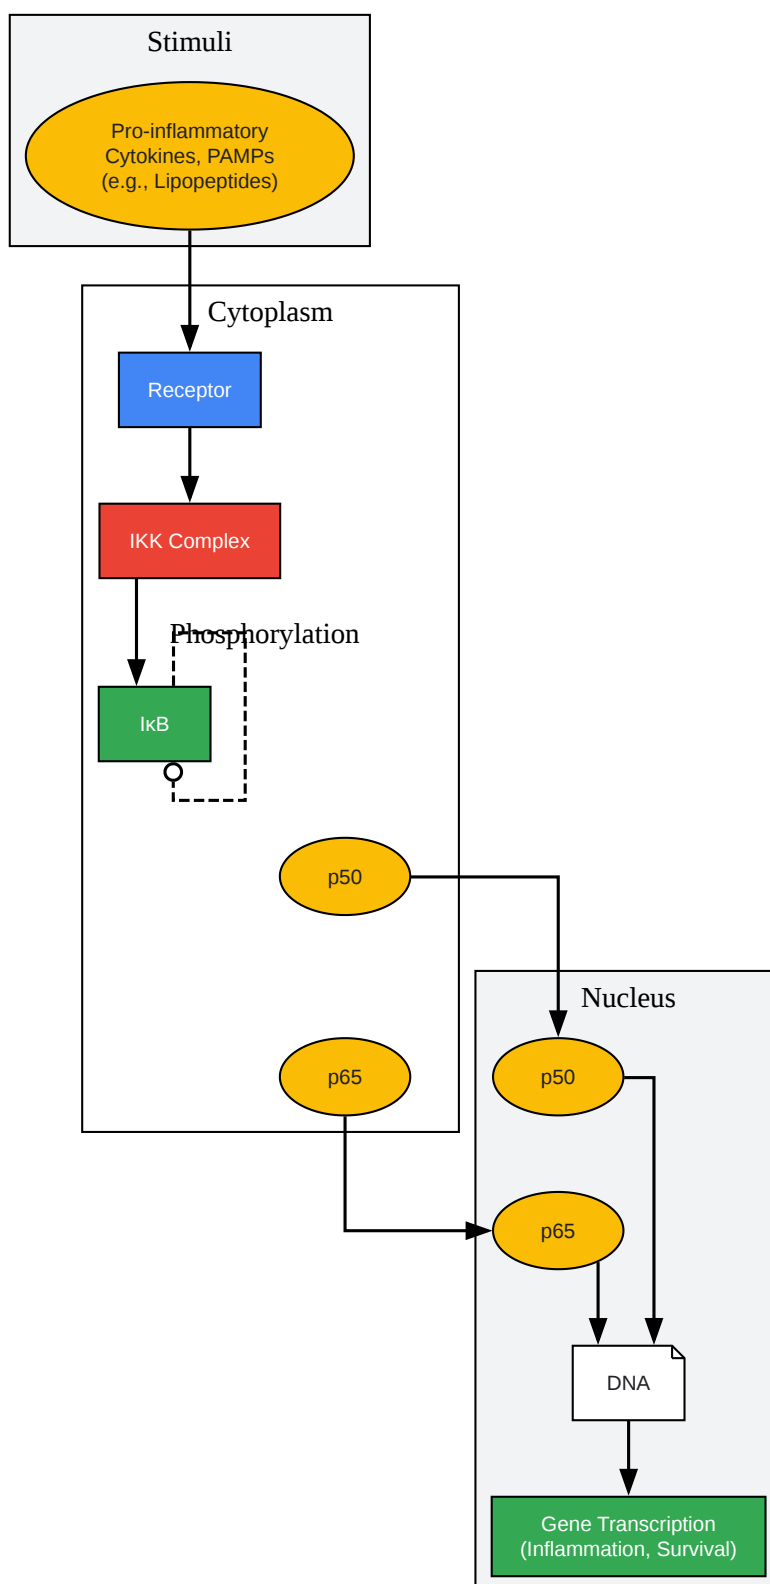 Stimuli
Pro-inflammatory
Cytokines, PAMPs
(e.g., Lipopeptides)
Cytoplasm
Receptor
IKK Complex
Phosphorylation
IκB
p50
p65
Nucleus
p50
p65
DNA
Gene Transcription
(Inflammation, Survival)